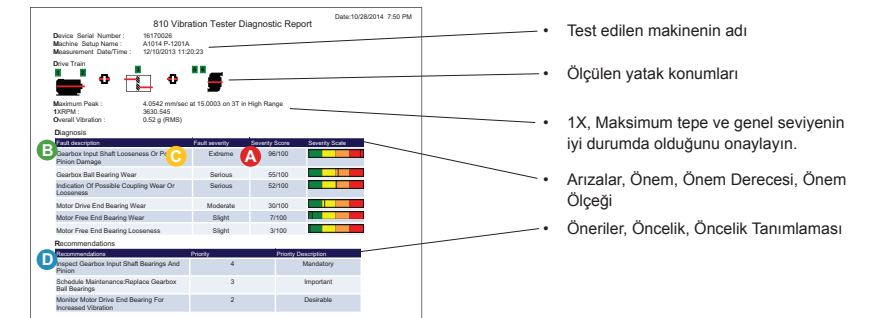 Date:10/28/2014 7:50 PM
810 Vibration Tester Diagnostic Report
Device Serial Number : 16170026
Machine Setup Name : A1014 P-1201A
Measurement Date/Time : 12/10/2013 11:20:23
Drive Train
1 2 3 5 6
Maximum Peak : 4.0542 mm/sec at 15.0003 on 3T in High Range
1XRPM : 3630.545
Overall Vibration : 0.52 g (RMS)
Diagnosis
Fault description Fault severity Severity Score Severity Scale
B C A
Gearbox Input Shaft Looseness Or Extreme 96/100
Pinion Damage
Gearbox Ball Bearing Wear Serious 55/100
Indication Of Possible Coupling Wear Or Serious 52/100
Looseness
Motor Drive End Bearing Wear Moderate 30/100
Motor Free End Bearing Wear Slight 7/100
Motor Free End Bearing Looseness Slight 3/100
Recommendations
Recommendations Priority Priority Description
D
Inspect Gearbox Input Shaft Bearings And 4 Mandatory
Pinion
Schedule Maintenance:Replace Gearbox 3 Important
Ball Bearings
Monitor Motor Drive End Bearing For 2 Desirable
Increased Vibration
• Test edilen makinenin adı
• Ölçülen yatak konumları
• 1X, Maksimum tepe ve genel seviyenin
iyi durumda olduğunu onaylayın.
• Arızalar, Önem, Önem Derecesi, Önem
Ölçeği
• Öneriler, Öncelik, Öncelik Tanımlaması